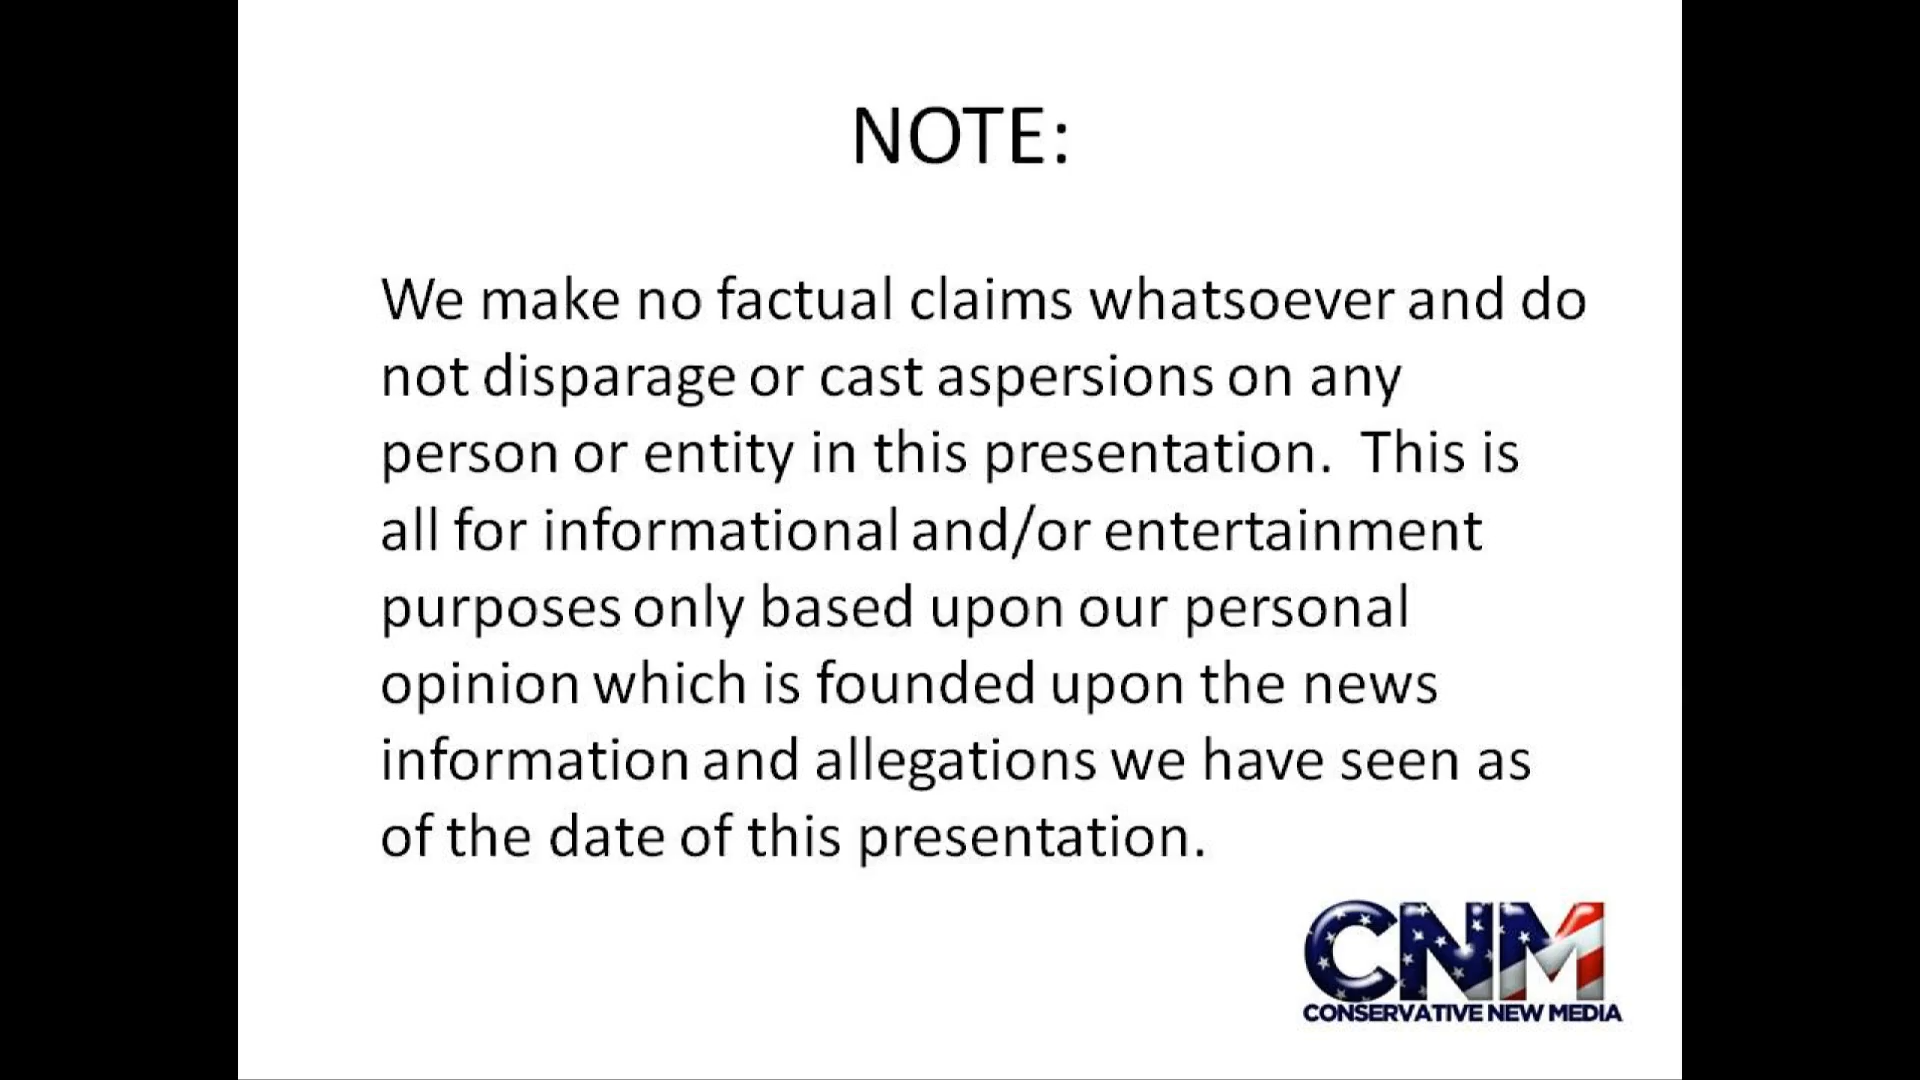 NOTE:
We make no factual claims whatsoever and do
not disparage or cast aspersions on any
person or entity in this presentation.  This is
all for informational and/or entertainment
purposes only based upon our personal
opinion which is founded upon the news
information and allegations we have seen as
of the date of this presentation.
CNM
CONSERVATIVE NEW MEDIA